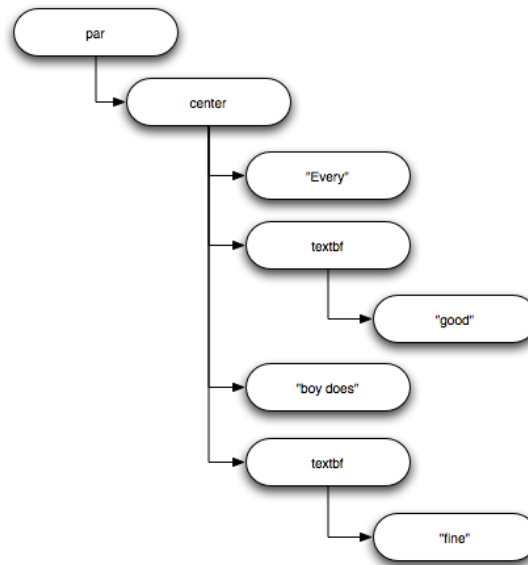 par
center
"Every"
textbf
"good"
"boy does"
textbf
"fine"